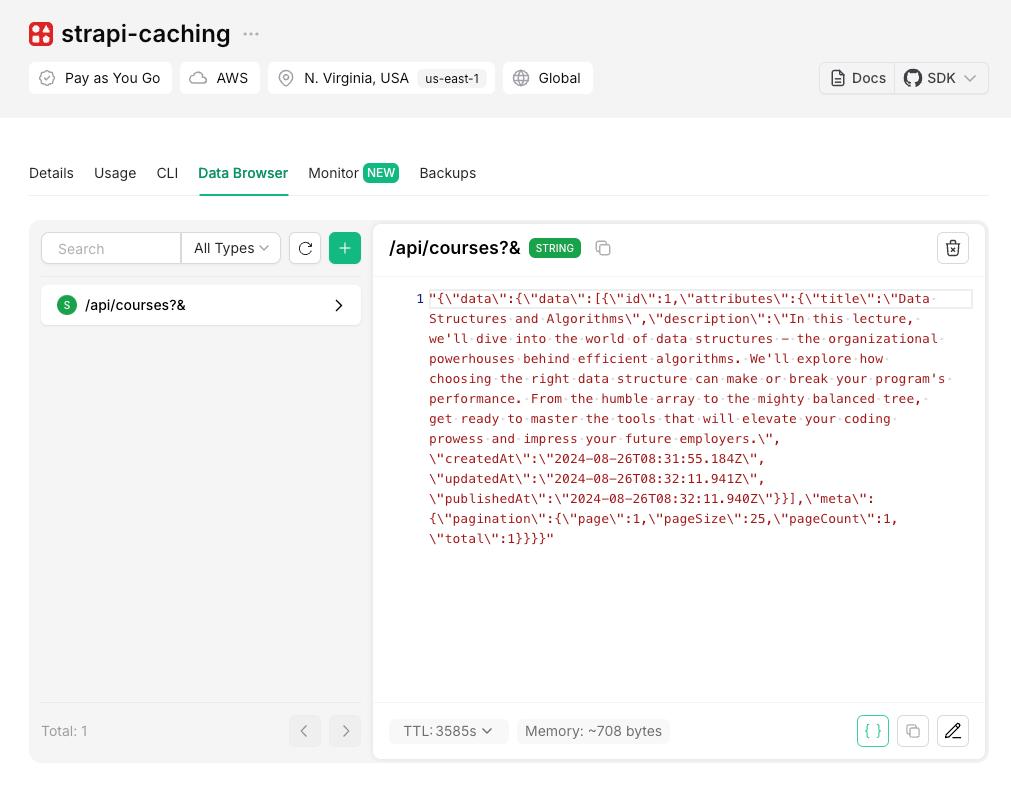 strapi-caching ...
Pay as You Go AWS N. Virginia, USA us-east-1 Global Docs SDK
Details Usage CLI Data Browser Monitor NEW Backups
Search All Types
/api/courses?& STRING
S /api/courses?&
1 "{\"data\":{\"data\":[{\"id\":1,\"attributes\":{\"title\":\"Data
Structures and Algorithms\",\"description\":\"In this lecture,
we'll dive into the world of data structures – the organizational
powerhouses behind efficient algorithms. We'll explore how
choosing the right data structure can make or break your program's
performance. From the humble array to the mighty balanced tree,
get ready to master the tools that will elevate your coding
prowess and impress your future employers.\",
\"createdAt\":\"2024-08-26T08:31:55.184Z\",
\"updatedAt\":\"2024-08-26T08:32:11.941Z\",
\"publishedAt\":\"2024-08-26T08:32:11.940Z\"}}],\"meta\":
{\"pagination\":{\"page\":1,\"pageSize\":25,\"pageCount\":1,
\"total\":1}}}}"
Total: 1
TTL: 3585s Memory: ~708 bytes { }